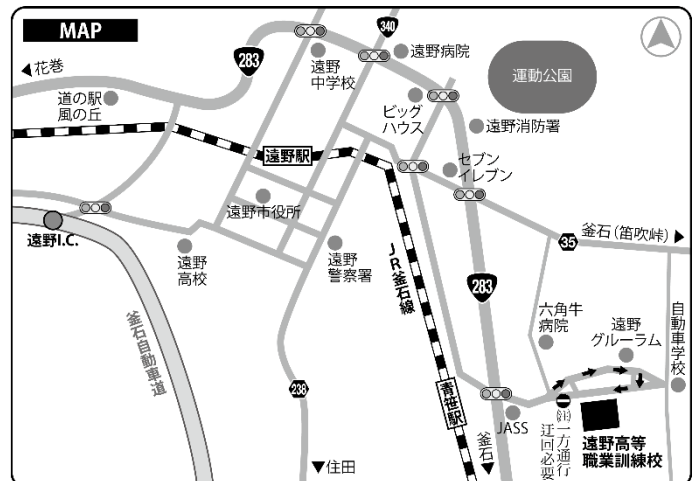 MAP
340
遠野病院
283
遠野
中学校
運動公園
花巻
道の駅
風の丘
ビッグ
ハウス
遠野消防署
遠野駅
セブン
イレブン
遠野市役所
遠野I.C.
遠野
高校
遠野
警察署
JR釜石線
35
釜石(笛吹峠)
283
釜石自動車道
六角牛
病院
遠野
グルーラム
自動車学校
238
青笹駅
JASS
釜石
一方通行
迂回必要
遠野高等
職業訓練校
住田